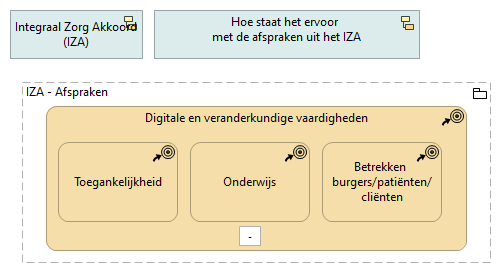 Integraal Zorg Akkoord
(IZA)
Hoe staat het ervoor
met de afspraken uit het IZA
IZA - Afspraken
Digitale en veranderkundige vaardigheden
Toegankelijkheid
Onderwijs
Betrekken
burgers/patiënten/
cliënten
-